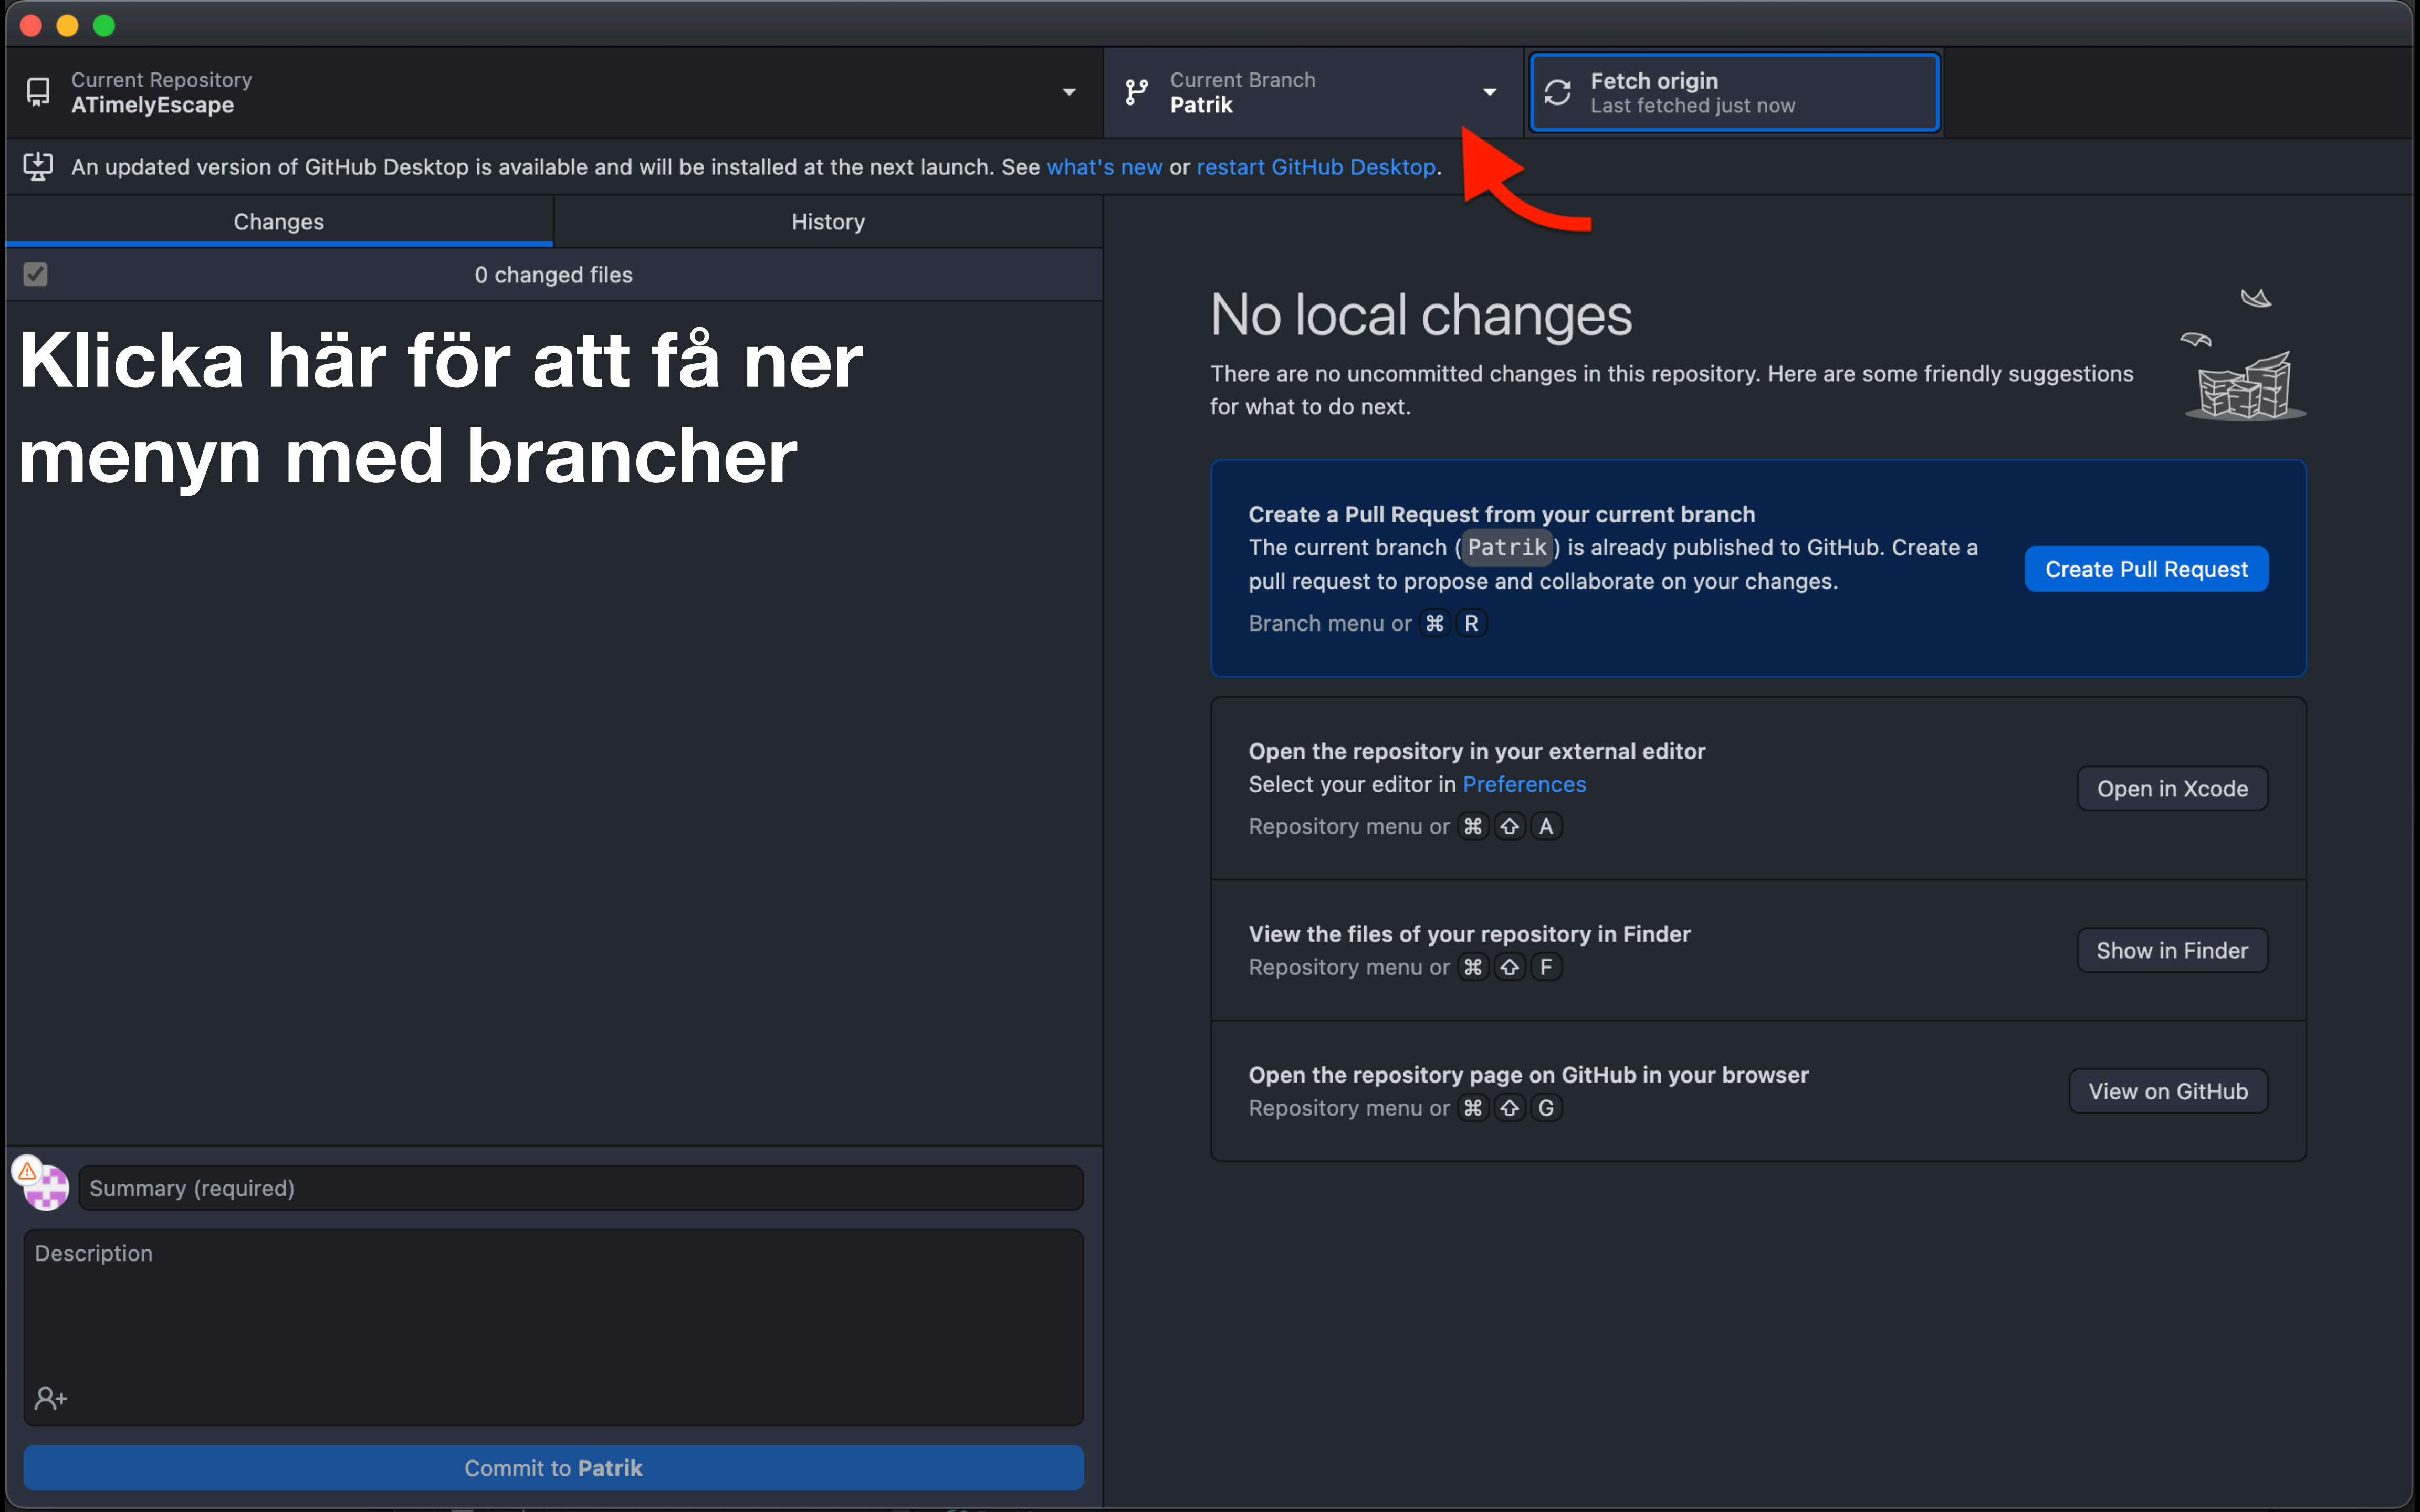 Current Repository
ATimelyEscape
Current Branch
Patrik
Fetch origin
Last fetched just now
An updated version of GitHub Desktop is available and will be installed at the next launch. See what's new or restart GitHub Desktop.
Changes
History
0 changed files
Klicka här för att få ner
menyn med brancher
No local changes
There are no uncommitted changes in this repository. Here are some friendly suggestions
for what to do next.
Create a Pull Request from your current branch
The current branch (Patrik) is already published to GitHub. Create a
pull request to propose and collaborate on your changes.
Branch menu or ⌘ R
Create Pull Request
Open the repository in your external editor
Select your editor in Preferences
Repository menu or ⌘ ⇧ A
Open in Xcode
View the files of your repository in Finder
Repository menu or ⌘ ⇧ F
Show in Finder
Open the repository page on GitHub in your browser
Repository menu or ⌘ ⇧ G
View on GitHub
Summary (required)
Description
Commit to Patrik